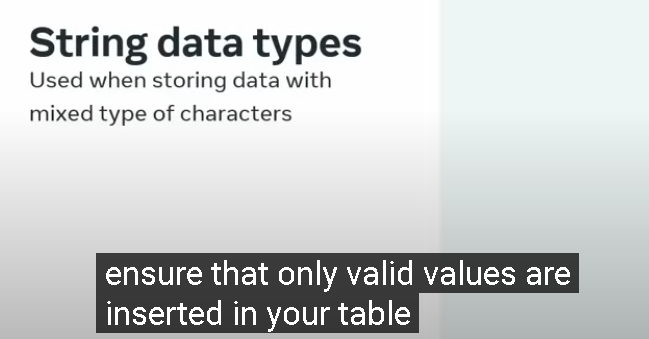 String data types
Used when storing data with
mixed type of characters
ensure that only valid values are
inserted in your table